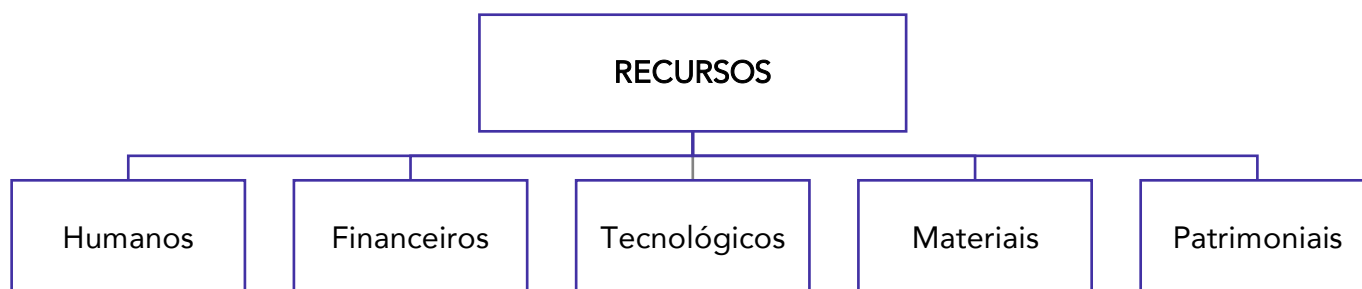 RECURSOS
Humanos
Financeiros
Tecnológicos
Materiais
Patrimoniais